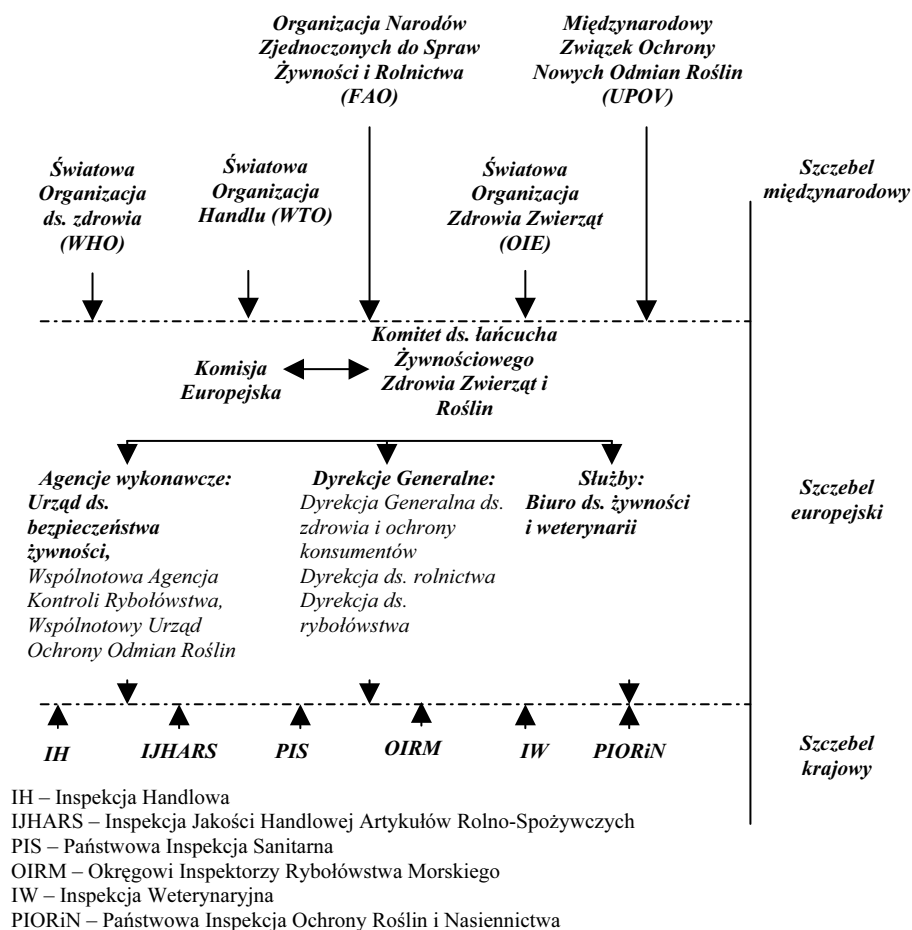 Organizacja Narodów
Zjednoczonych do Spraw
Żywności i Rolnictwa
(FAO)
Międzynarodowy
Związek Ochrony
Nowych Odmian Roślin
(UPOV)
Światowa
Organizacja
ds. zdrowia
(WHO)
Światowa
Organizacja
Handlu (WTO)
Światowa
Organizacja
Zdrowia Zwierząt
(OIE)
Szczebel
międzynarodowy
Komisja
Europejska
Komitet ds. łańcucha
Żywnościowego
Zdrowia Zwierząt i
Roślin
Agencje wykonawcze:
Urząd ds.
bezpieczeństwa
żywności,
Wspólnotowa Agencja
Kontroli Rybołówstwa,
Wspólnotowy Urząd
Ochrony Odmian Roślin
Dyrekcje Generalne:
Dyrekcja Generalna ds.
zdrowia i ochrony
konsumentów
Dyrekcja ds. rolnictwa
Dyrekcja ds.
rybołówstwa
Służby:
Biuro ds. żywności
i weterynarii
Szczebel
europejski
IH
IJHARS
PIS
OIRM
IW
PIORiN
Szczebel
krajowy
IH – Inspekcja Handlowa
IJHARS – Inspekcja Jakości Handlowej Artykułów Rolno-Spożywczych
PIS – Państwowa Inspekcja Sanitarna
OIRM – Okręgowi Inspektorzy Rybołówstwa Morskiego
IW – Inspekcja Weterynaryjna
PIORiN – Państwowa Inspekcja Ochrony Roślin i Nasiennictwa